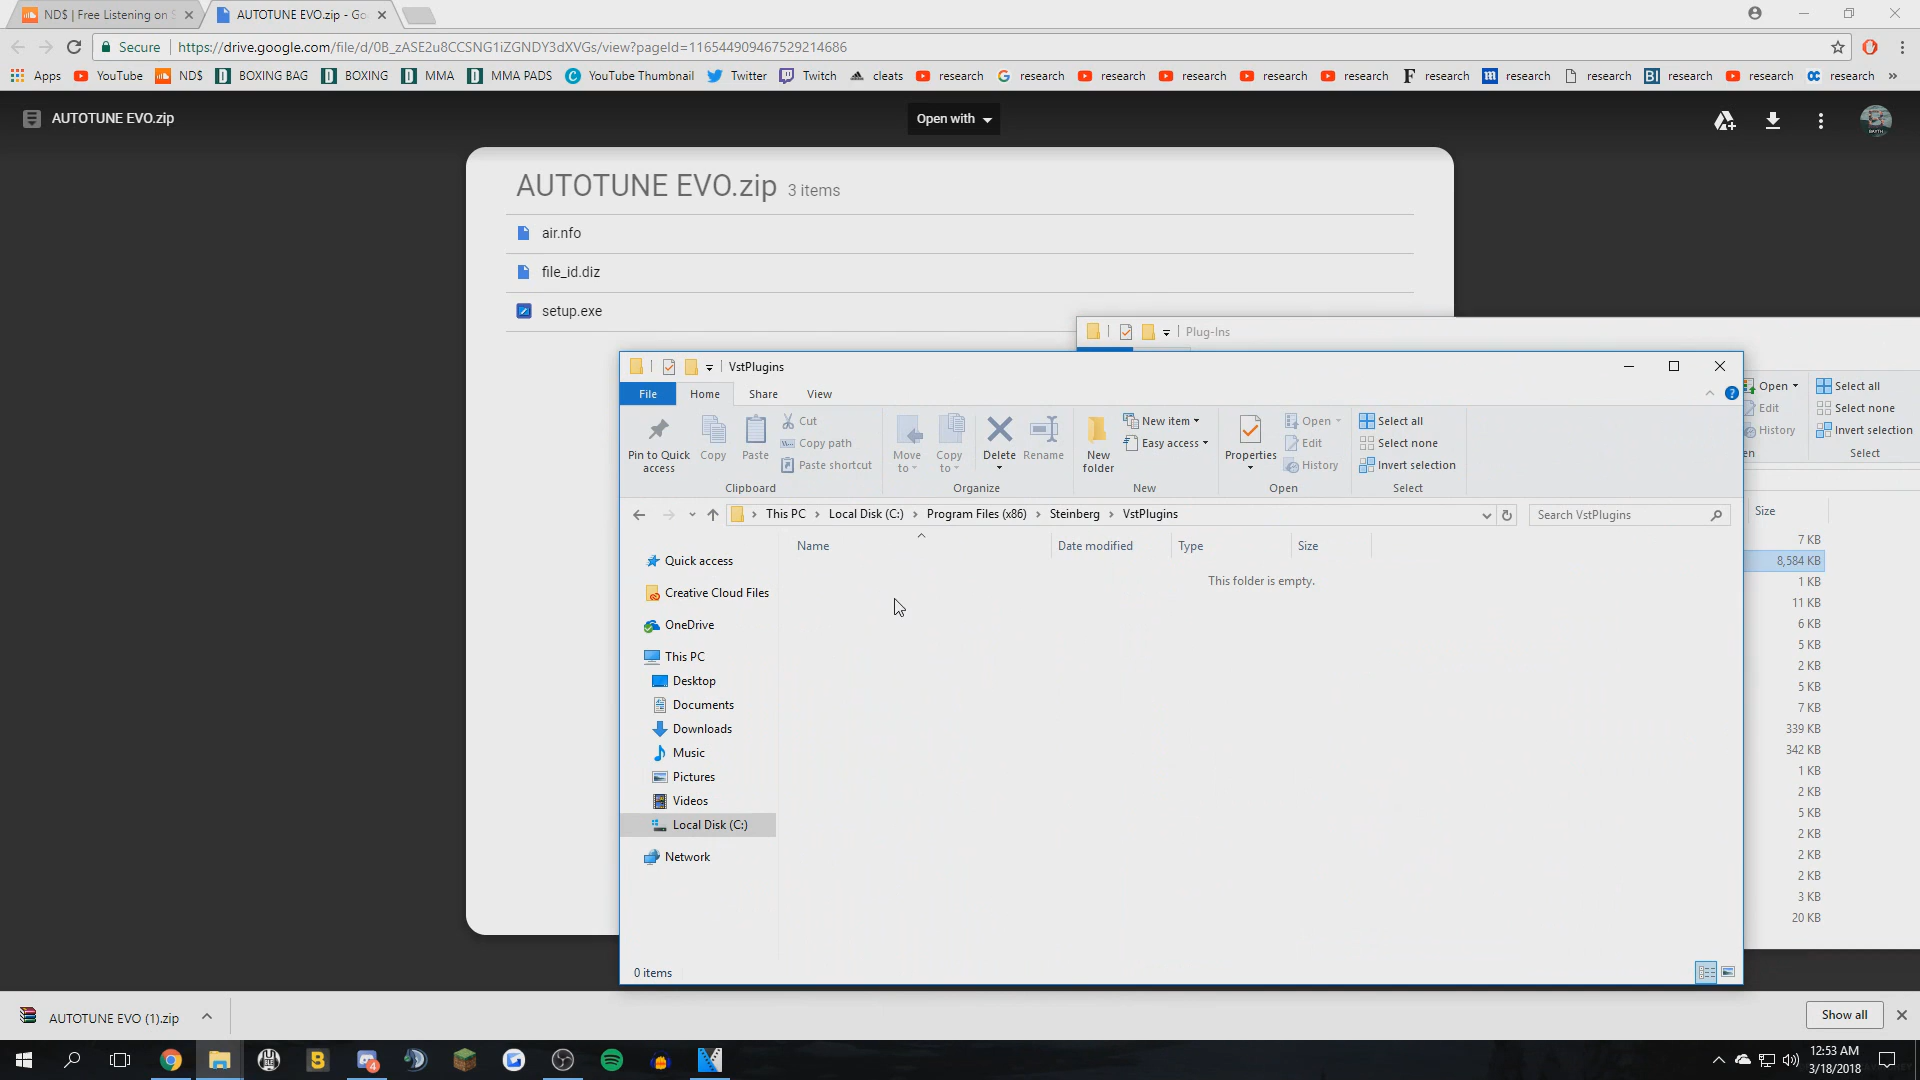 ND$ | Free Listening on S
AUTOTUNE EVO.zip - Go
Secure
https://drive.google.com/file/d/0B_zASE2u8CCSNG1iZGNDY3dXVGs/view?pageId=116544909467529214686
Apps YouTube ND$ BOXING BAG BOXING MMA MMA PADS YouTube Thumbnail Twitter Twitch cleats research research research research research research research research research research research research »
AUTOTUNE EVO.zip
Open with
AUTOTUNE EVO.zip 3 items
air.nfo
file_id.diz
setup.exe
Plug-Ins
VstPlugins
File Home Share View
Pin to Quick access
Copy
Paste
Cut
Copy path
Paste shortcut
Clipboard
Move to
Copy to
Delete
Rename
Organize
New folder
New item
Easy access
New
Properties
Open
Edit
History
Open
Select all
Select none
Invert selection
Select
Open
Edit
History
en
Select all
Select none
Invert selection
Select
This PC > Local Disk (C:) > Program Files (x86) > Steinberg > VstPlugins
Search VstPlugins
Name Date modified Type Size
This folder is empty.
Quick access
Creative Cloud Files
OneDrive
This PC
Desktop
Documents
Downloads
Music
Pictures
Videos
Local Disk (C:)
Network
0 items
Size
7 KB
8,584 KB
1 KB
11 KB
6 KB
5 KB
2 KB
5 KB
7 KB
339 KB
342 KB
1 KB
2 KB
5 KB
2 KB
2 KB
2 KB
3 KB
20 KB
AUTOTUNE EVO (1).zip
Show all
12:53 AM
3/18/2018